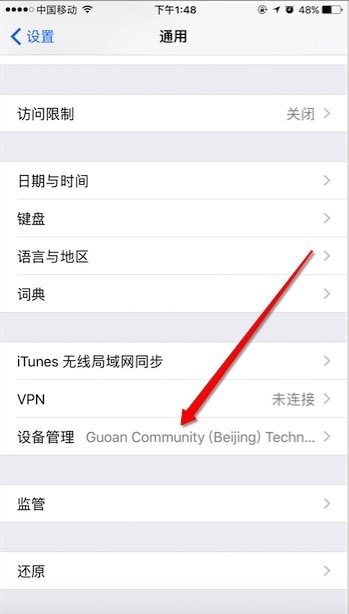 中国移动 下午1:48 48%
设置 通用
访问限制 关闭
日期与时间
键盘
语言与地区
词典
iTunes 无线局域网同步
VPN 未连接
设备管理 Guoan Community (Beijing) Techn...
监管
还原